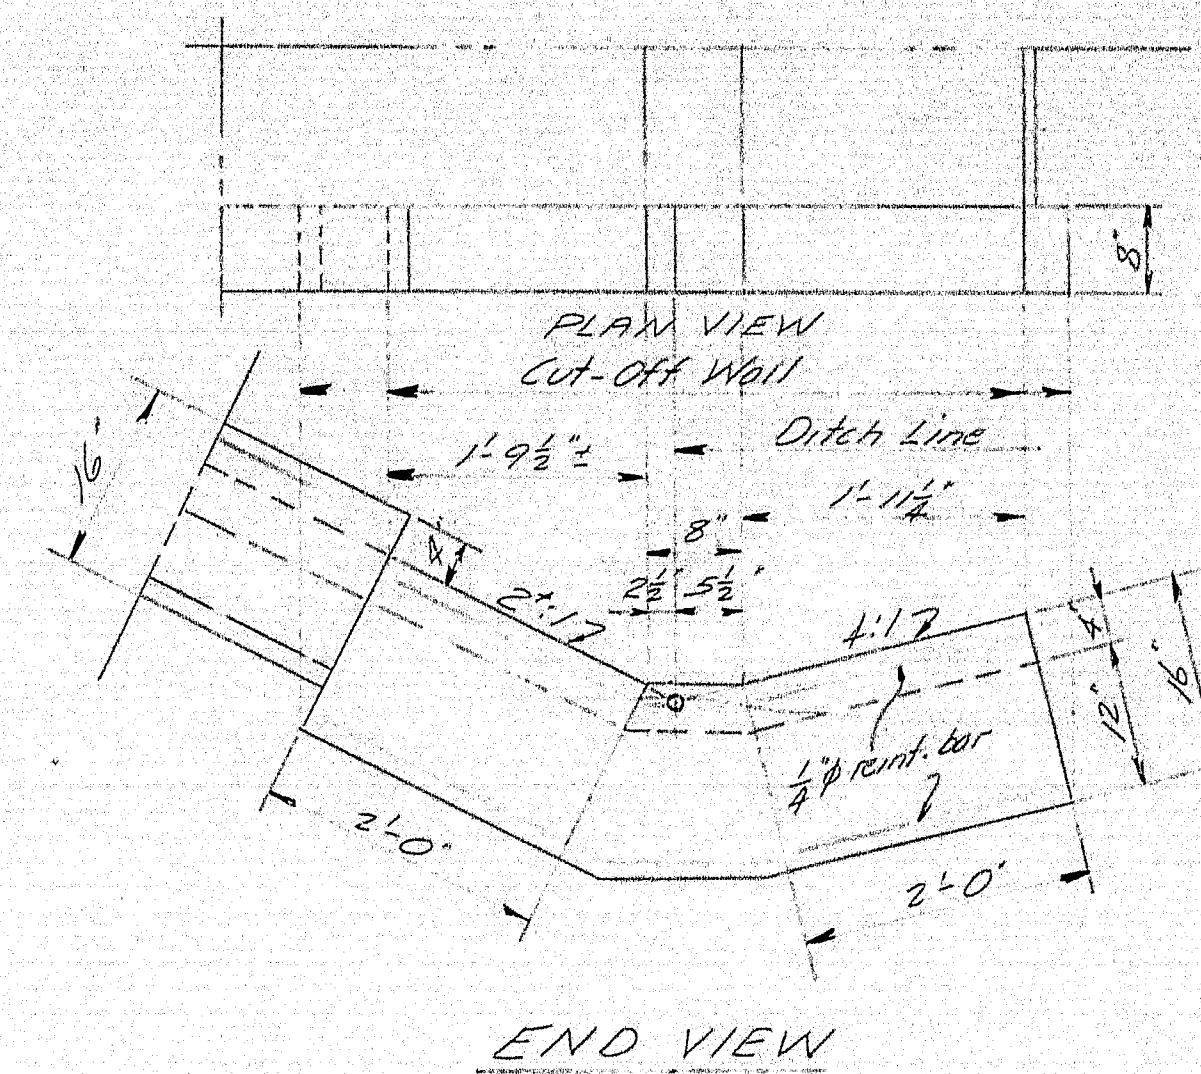 8"
PLAN VIEW
Cut-Off Wall
Ditch Line
1'-9½"±
1'-11¼"
16"
8"
4"
2½" 5½"
2±:1
4:1
4"
16"
12"
¼"φ reinf. bar
2'-0"
2'-0"
END VIEW